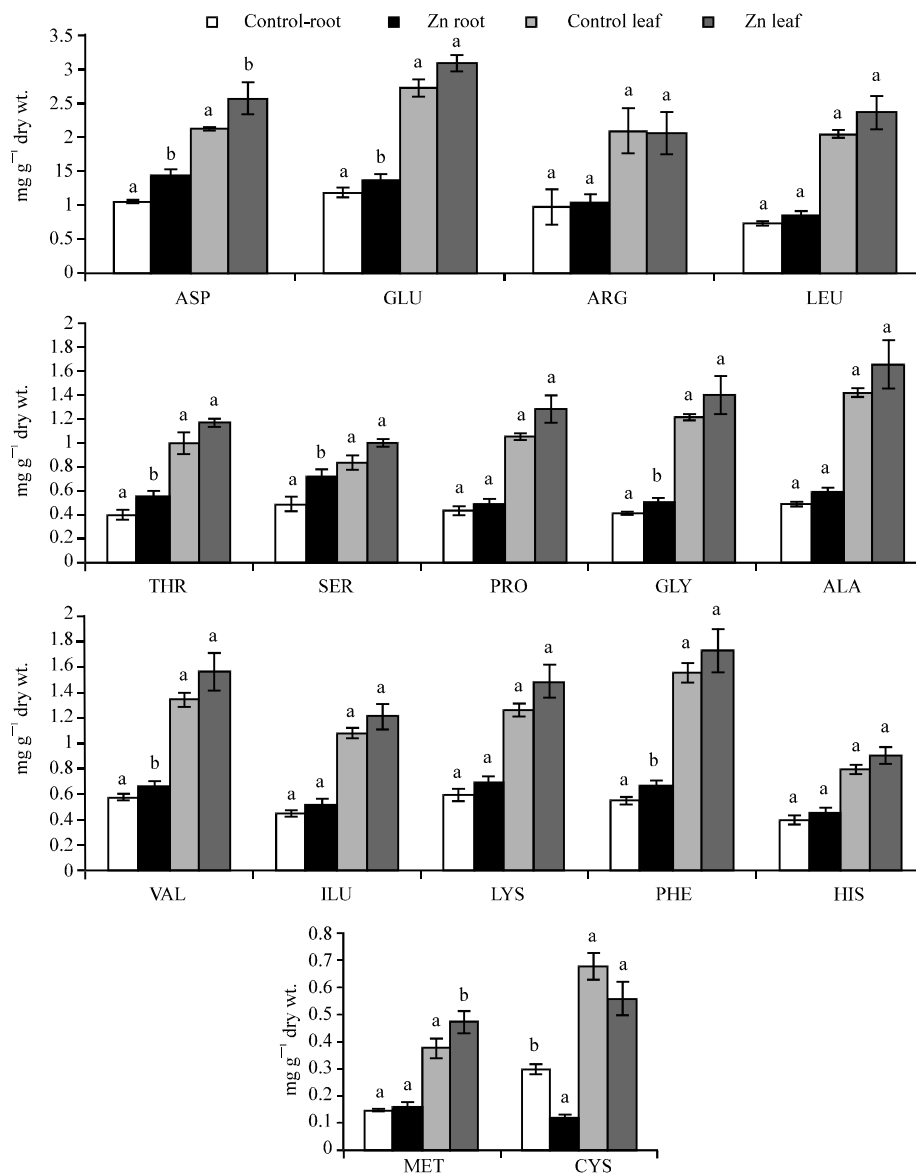 Control-root Zn root Control leaf Zn leaf
3.5
3
2.5
2
15
1
0.5
0
mg g⁻¹ dry wt.
a b a b
a b a a
a a a a
a a a a
ASP GLU ARG LEU
2
1.8
1.6
1.4
1.2
1
0.8
0.6
0.4
0.2
0
mg g⁻¹ dry wt.
a b a a
a b a a
a a a a
a b a a
a a a a
THR SER PRO GLY ALA
2
1.8
1.6
1.4
1.2
1
0.8
0.6
0.4
0.2
0
mg g⁻¹ dry wt.
a b a a
a a a a
a a a a
a b a a
a a a a
VAL ILU LYS PHE HIS
0.8
0.7
0.6
0.5
0.4
0.3
0.2
0.1
0
mg g⁻¹ dry wt.
a a a b
b a a a
MET CYS